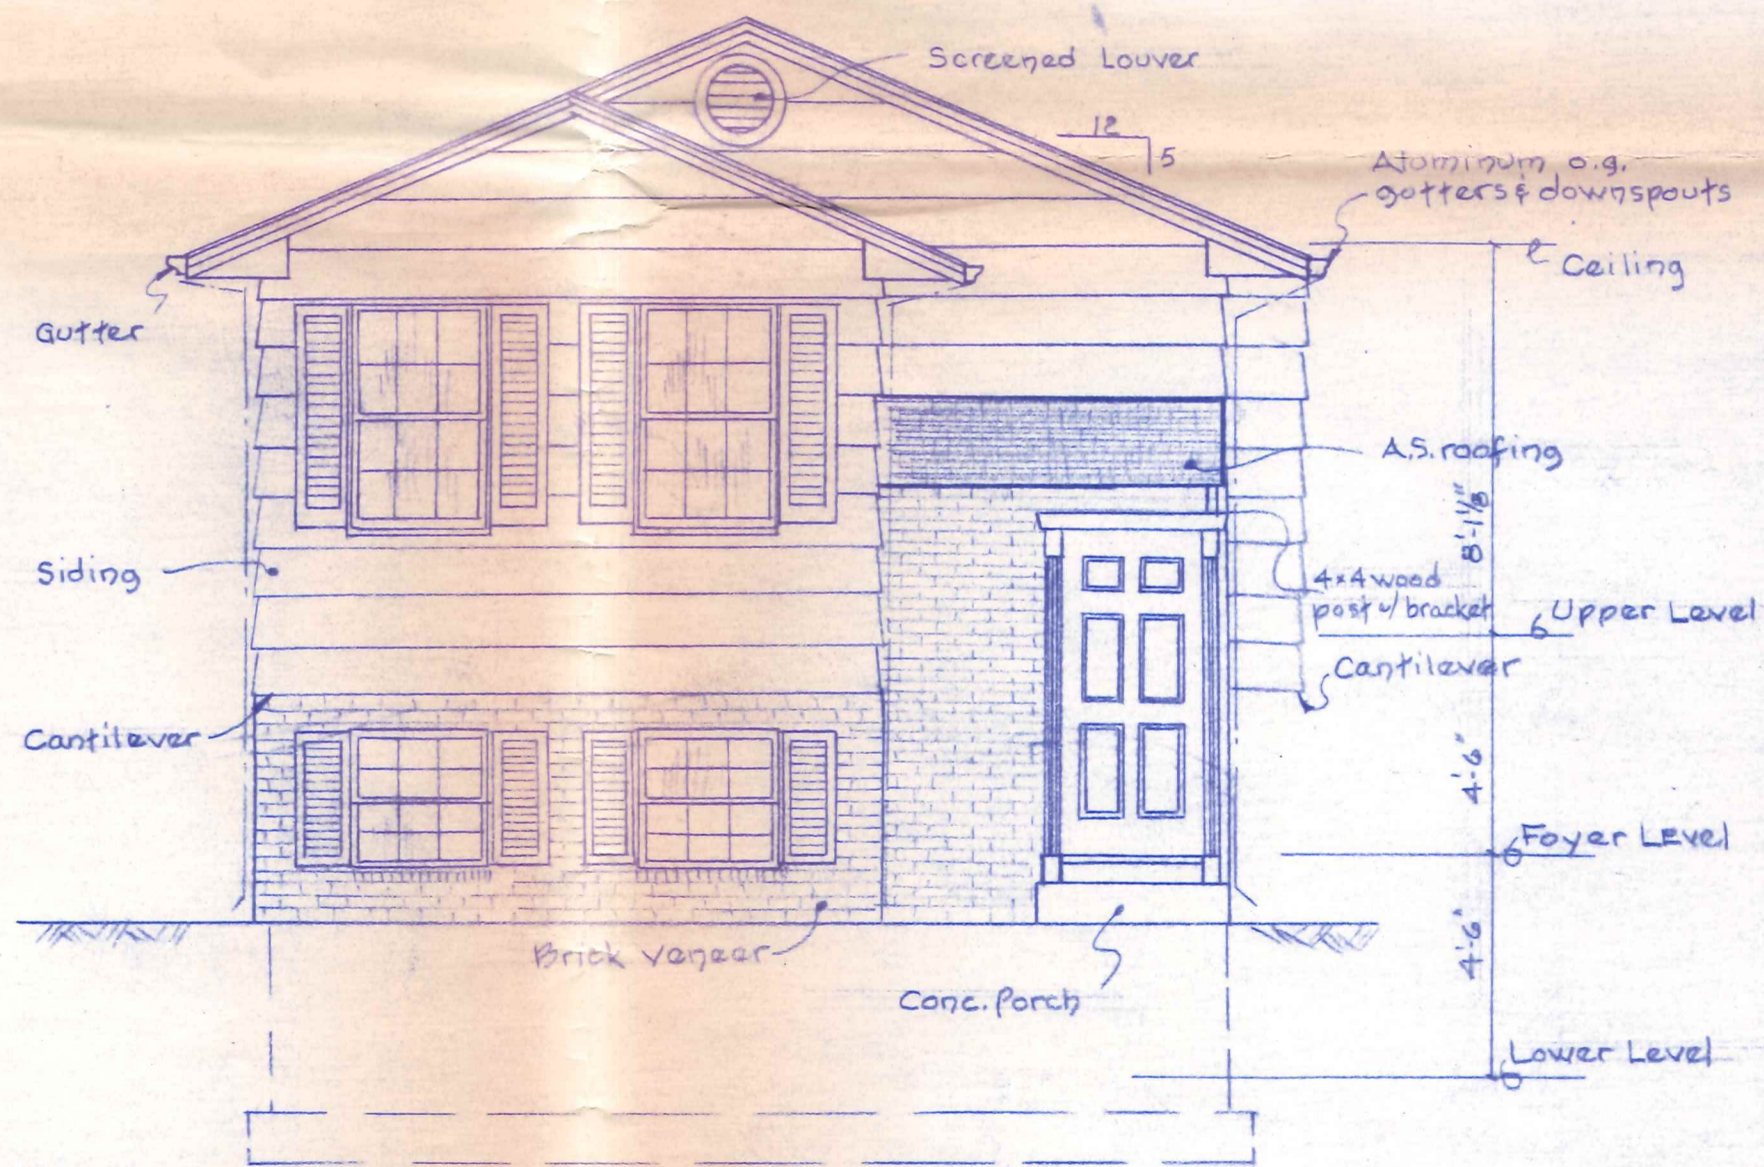 Screened Louver
12
5
Aluminum o.g.
gutters & downspouts
Ceiling
Gutter
A.S. roofing
8'-1⅛"
Siding
4x4 wood
post w/ bracket
Upper Level
Cantilever
Cantilever
4'-6"
Foyer Level
4'-6"
Brick veneer
Conc. Porch
Lower Level